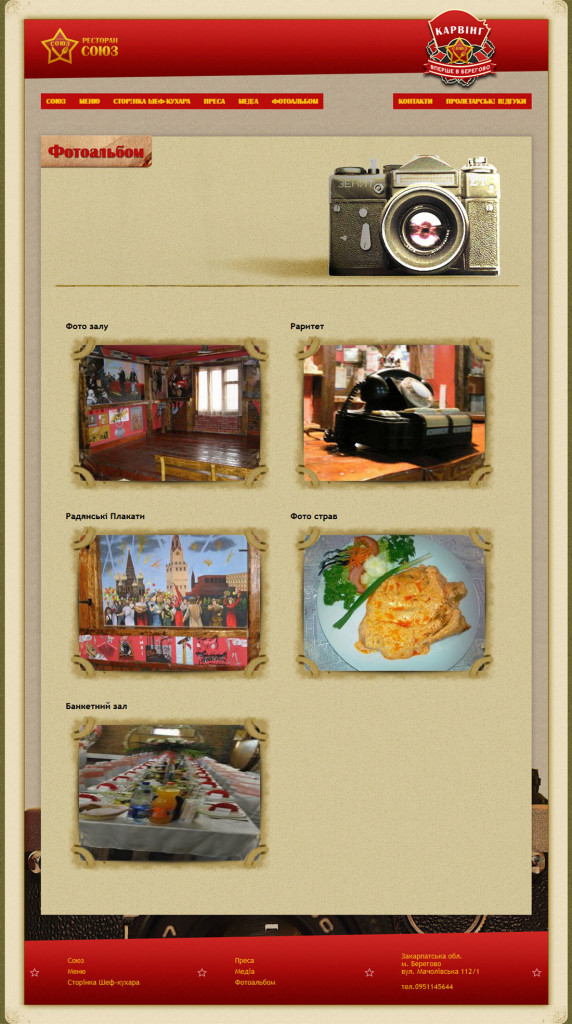 РЕСТОРАН
СОЮЗ
СОЮЗ
КАРВІНГ
ВПЕРШЕ В БЕРЕГОВО
СОЮЗ МЕНЮ СТОРІНКА ШЕФ-КУХАРА ПРЕСА МЕДІА ФОТОАЛЬБОМ
КОНТАКТИ ПРОЛЕТАРСЬКІ ВІДГУКИ
Фотоальбом
Фото залу
Раритет
Радянські Плакати
Фото страв
Банкетний зал
Союз
Меню
Сторінка Шеф-кухара
Преса
Медіа
Фотоальбом
Закарпатська обл.
м. Берегово
вул. Мачолівська 112/1
тел.0951145644